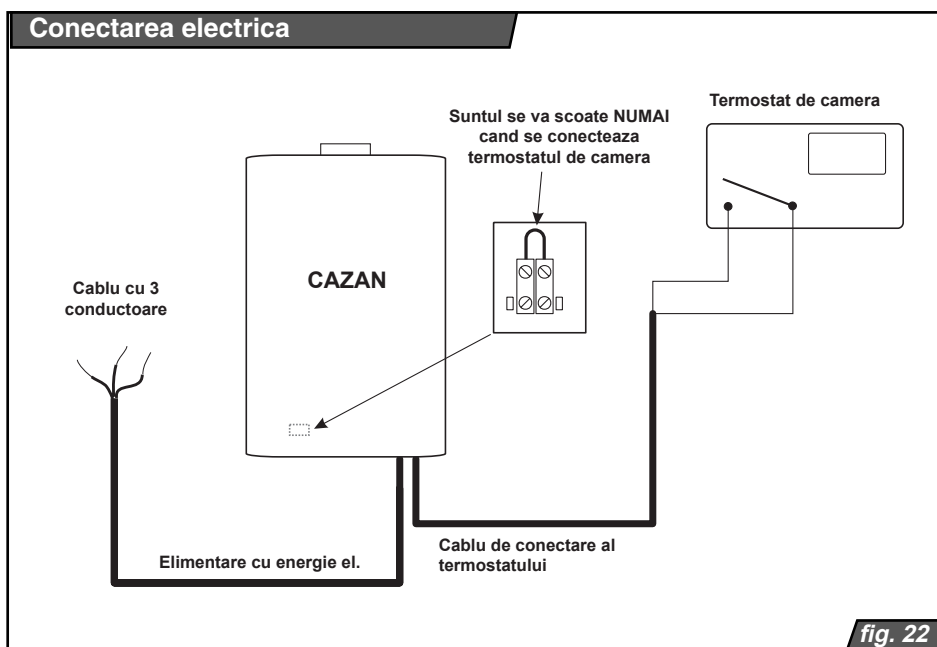 Conectarea electrica
Suntul se va scoate NUMAI
cand se conecteaza
termostatul de camera
Termostat de camera
CAZAN
Cablu cu 3
conductoare
Elimentare cu energie el.
Cablu de conectare al
termostatului
fig. 22